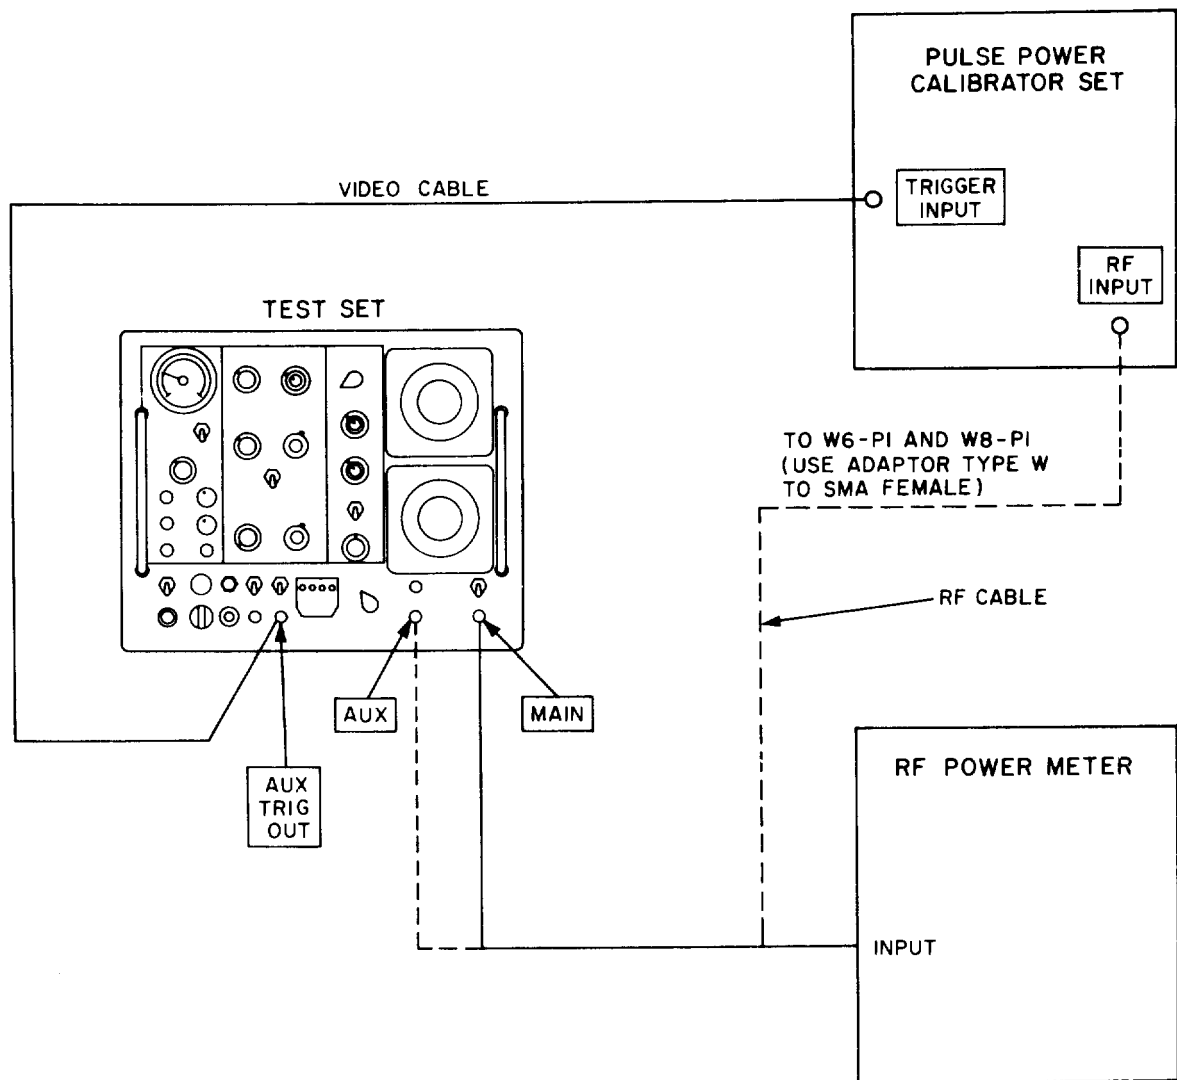 PULSE POWER
CALIBRATOR SET
VIDEO CABLE
TRIGGER
INPUT
RF
INPUT
TEST SET
TO W6-P1 AND W8-P1
(USE ADAPTOR TYPE W
TO SMA FEMALE)
RF CABLE
AUX
MAIN
AUX
TRIG
OUT
RF POWER METER
INPUT